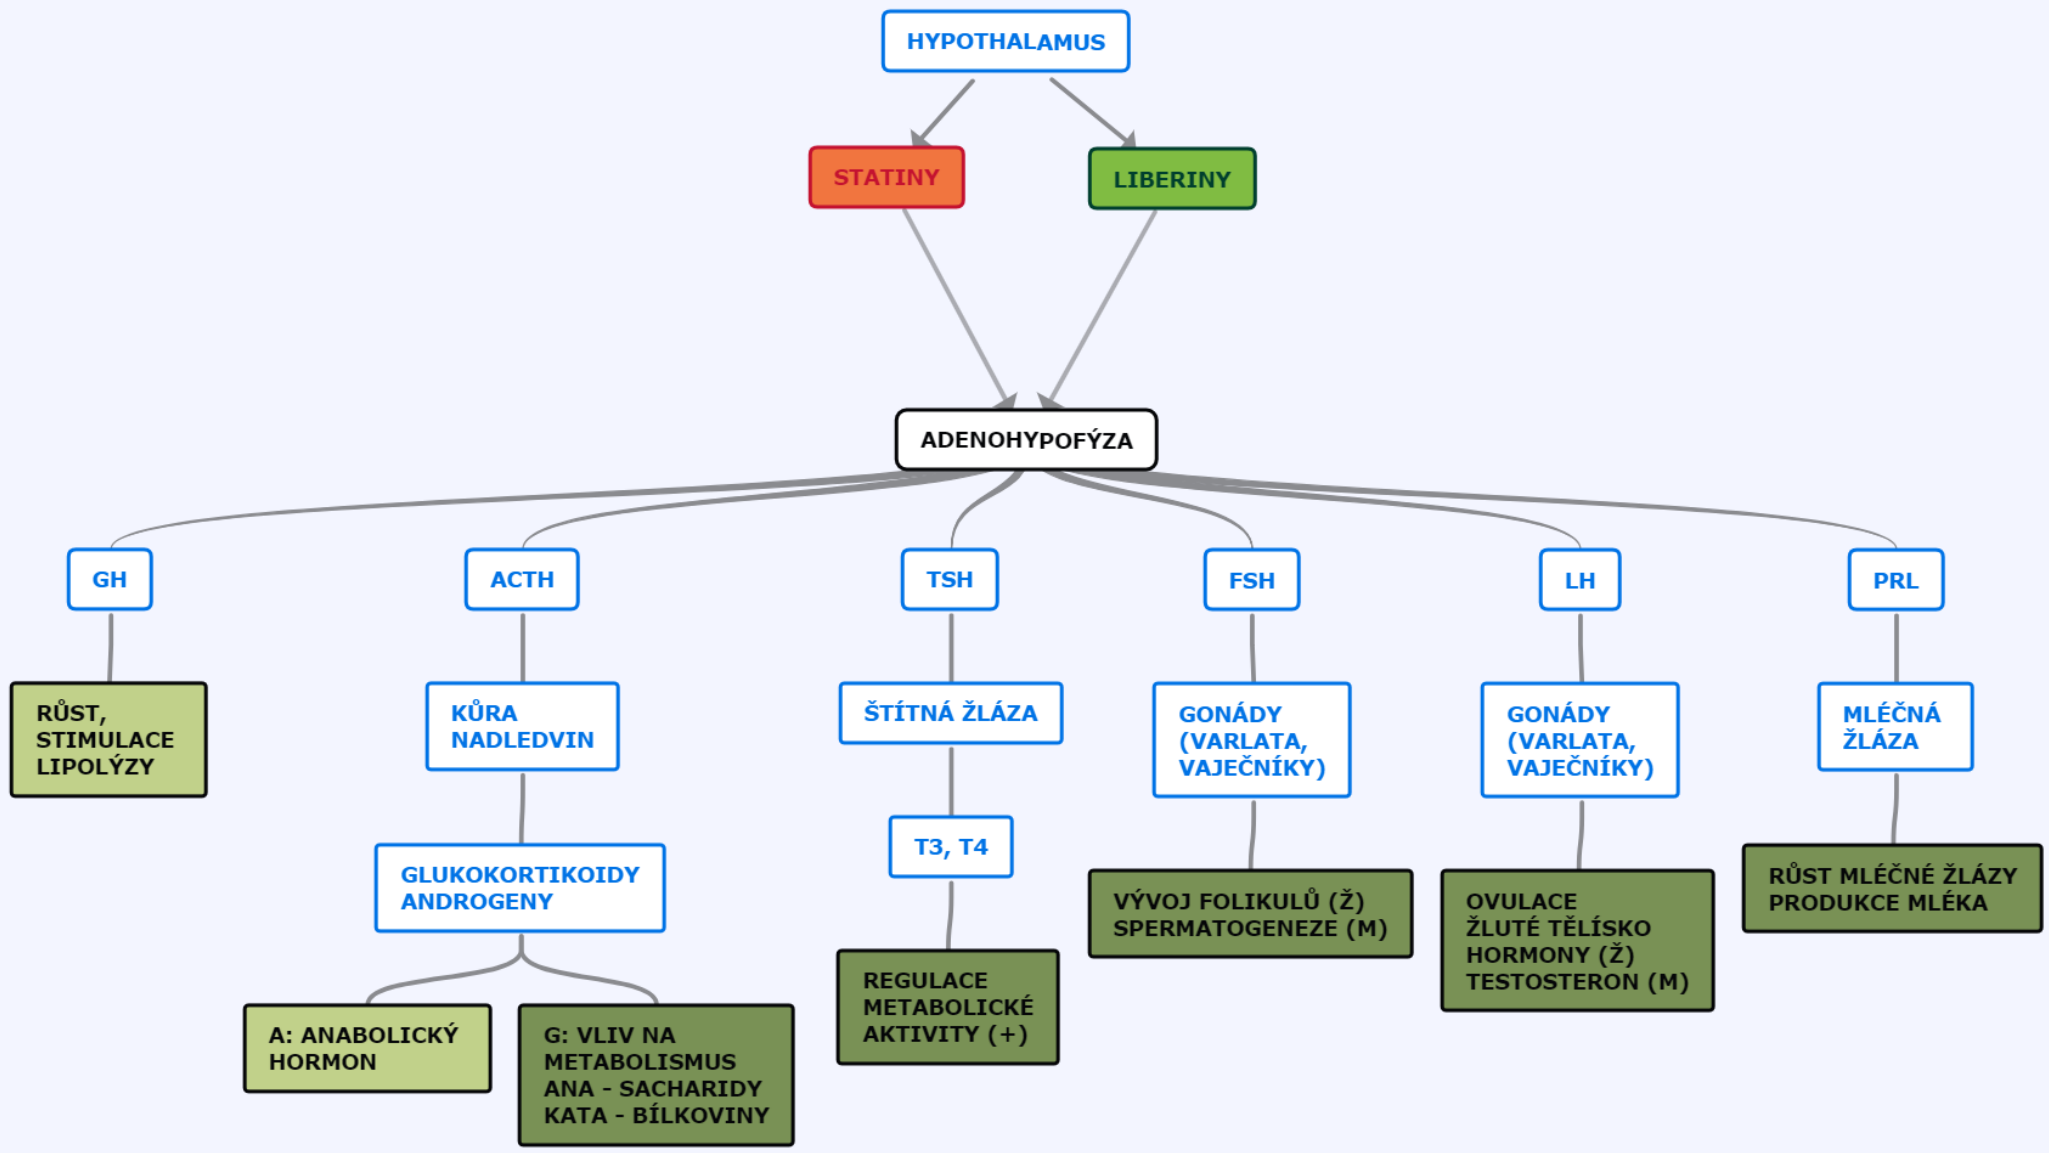 HYPOTHALAMUS
STATINY
LIBERINY
ADENOHYPOFÝZA
GH
ACTH
TSH
FSH
LH
PRL
RŮST,
STIMULACE
LIPOLÝZY
KŮRA
NADLEDVIN
ŠTÍTNÁ ŽLÁZA
GONÁDY
(VARLATA,
VAJEČNÍKY)
GONÁDY
(VARLATA,
VAJEČNÍKY)
MLÉČNÁ
ŽLÁZA
GLUKOKORTIKOIDY
ANDROGENY
T3, T4
VÝVOJ FOLIKULŮ (Ž)
SPERMATOGENEZE (M)
OVULACE
ŽLUTÉ TĚLÍSKO
HORMONY (Ž)
TESTOSTERON (M)
RŮST MLÉČNÉ ŽLÁZY
PRODUKCE MLÉKA
A: ANABOLICKÝ
HORMON
G: VLIV NA
METABOLISMUS
ANA - SACHARIDY
KATA - BÍLKOVINY
REGULACE
METABOLICKÉ
AKTIVITY (+)